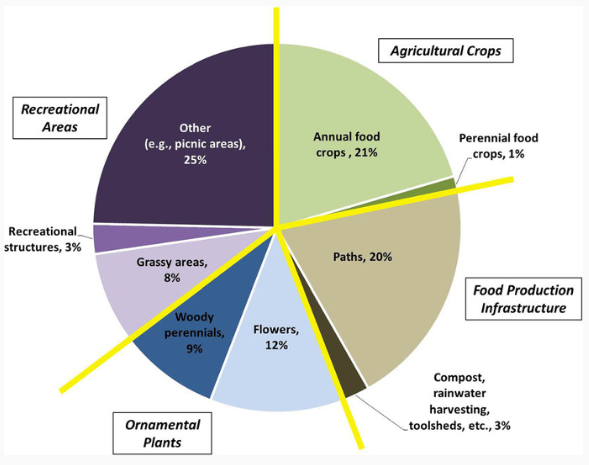 Agricultural Crops
Annual food
crops , 21%
Perennial food
crops, 1%
Paths, 20%
Food Production
Infrastructure
Compost,
rainwater
harvesting,
toolsheds, etc., 3%
Flowers,
12%
Woody
perennials,
9%
Ornamental
Plants
Grassy areas,
8%
Recreational
structures, 3%
Recreational
Areas
Other
(e.g., picnic areas),
25%